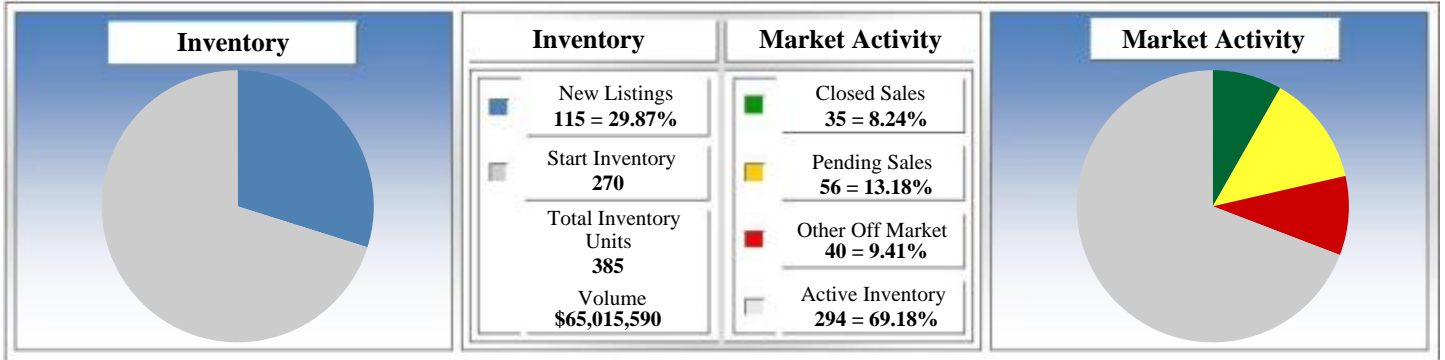 Inventory
Inventory
New Listings
115 = 29.87%
Start Inventory
270
Total Inventory
Units
385
Volume
$65,015,590
Market Activity
Closed Sales
35 = 8.24%
Pending Sales
56 = 13.18%
Other Off Market
40 = 9.41%
Active Inventory
294 = 69.18%
Market Activity